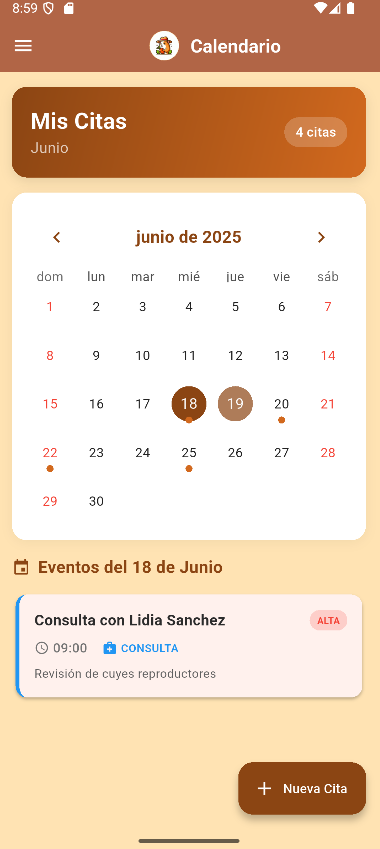 8:59
Calendario
Mis Citas
Junio
4 citas
junio de 2025
dom lun mar mié jue vie sáb
1 2 3 4 5 6 7
8 9 10 11 12 13 14
15 16 17 18 19 20 21
22 23 24 25 26 27 28
29 30
Eventos del 18 de Junio
Consulta con Lidia Sanchez
ALTA
09:00 CONSULTA
Revisión de cuyes reproductores
Nueva Cita